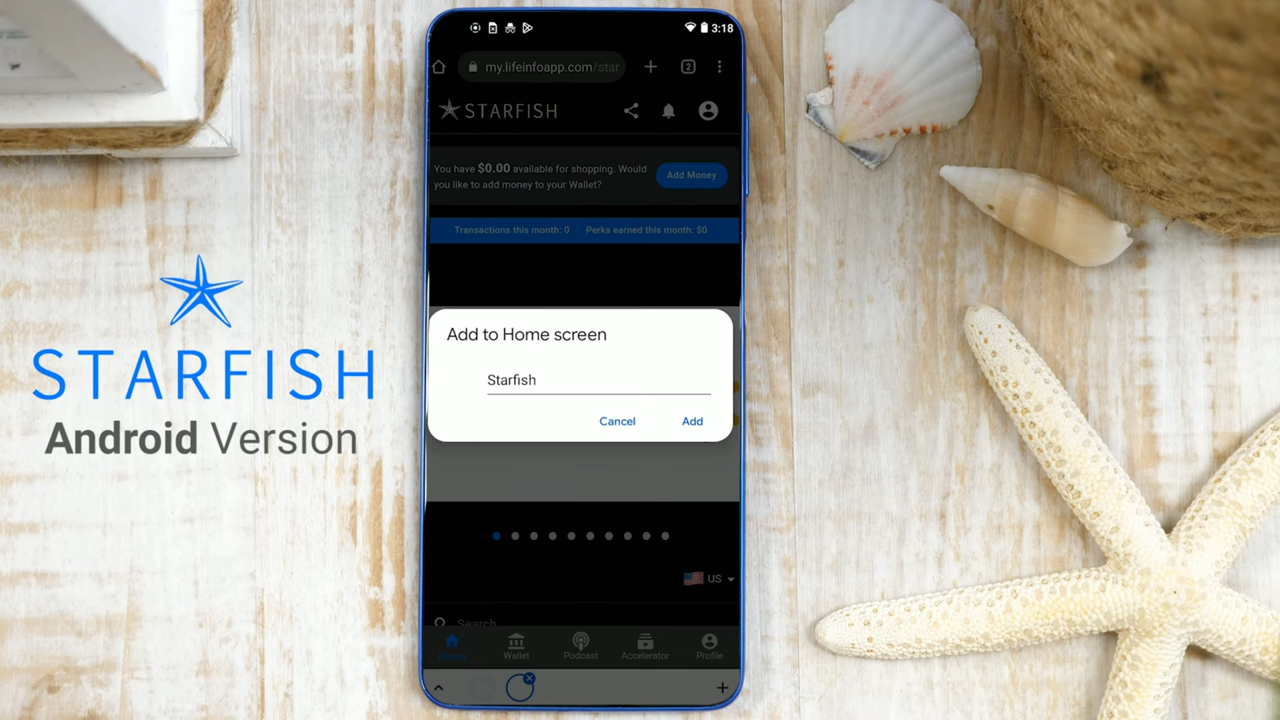 STARFISH
Android Version
3:18
my.lifeinfoapp.com/star
2
STARFISH
You have $0.00 available for shopping. Would
you like to add money to your Wallet?
Add Money
Transactions this month: 0 Perks earned this month: $0
Add to Home screen
Starfish
Cancel Add
US
Search
Home Wallet Podcast Accelerator Profile